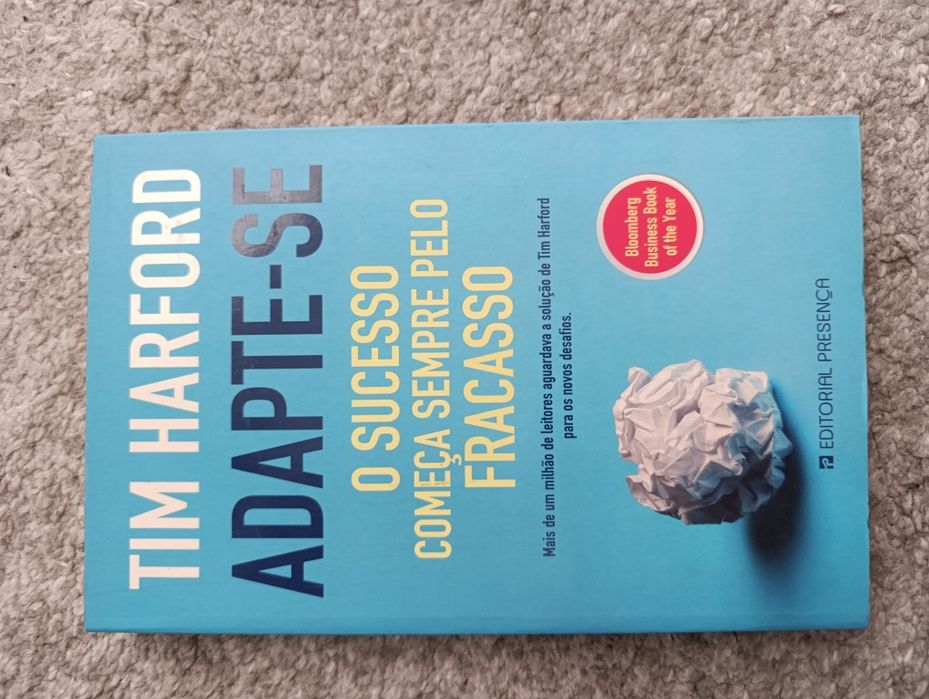 TIM HARFORD
ADAPTE-SE
O SUCESSO
COMEÇA SEMPRE PELO
FRACASSO
Mais de um milhão de leitores aguardava a solução de Tim Harford
para os novos desafios.
Bloomberg
Business Book
of the Year
EDITORIAL PRESENÇA